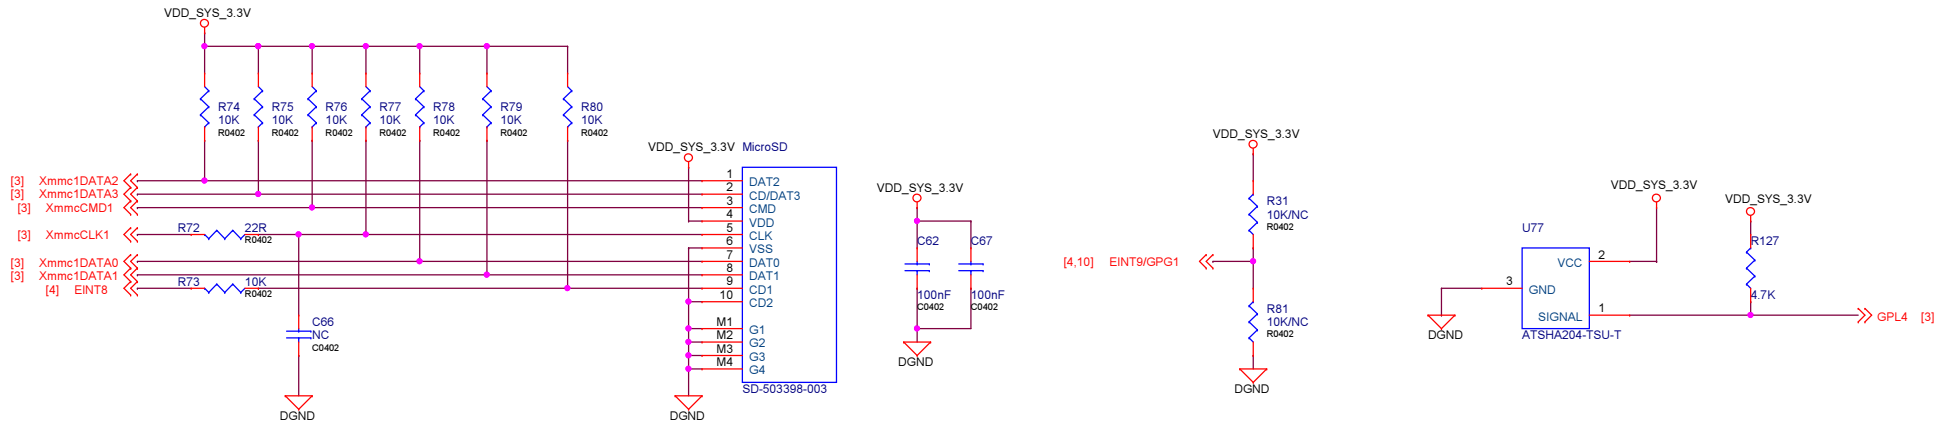 VDD_SYS_3.3V
R74
10K
R0402
R75
10K
R0402
R76
10K
R0402
R77
10K
R0402
R78
10K
R0402
R79
10K
R0402
R80
10K
R0402
[3] Xmmc1DATA2
[3] Xmmc1DATA3
[3] XmmcCMD1
[3] XmmcCLK1
R72 22R
R0402
[3] Xmmc1DATA0
[3] Xmmc1DATA1
[4] EINT8
R73 10K
R0402
C66
NC
C0402
DGND
VDD_SYS_3.3V MicroSD
1 DAT2
2 CD/DAT3
3 CMD
4 VDD
5 CLK
6 VSS
7 DAT0
8 DAT1
9 CD1
10 CD2
M1 G1
M2 G2
M3 G3
M4 G4
SD-503398-003
DGND
VDD_SYS_3.3V
C62 C67
100nF 100nF
C0402 C0402
DGND
VDD_SYS_3.3V
R31
10K/NC
R0402
[4,10] EINT9/GPG1
R81
10K/NC
R0402
DGND
VDD_SYS_3.3V
VDD_SYS_3.3V
U77
R127
4.7K
VCC 2
3 GND
SIGNAL 1
ATSHA204-TSU-T
DGND
GPL4 [3]